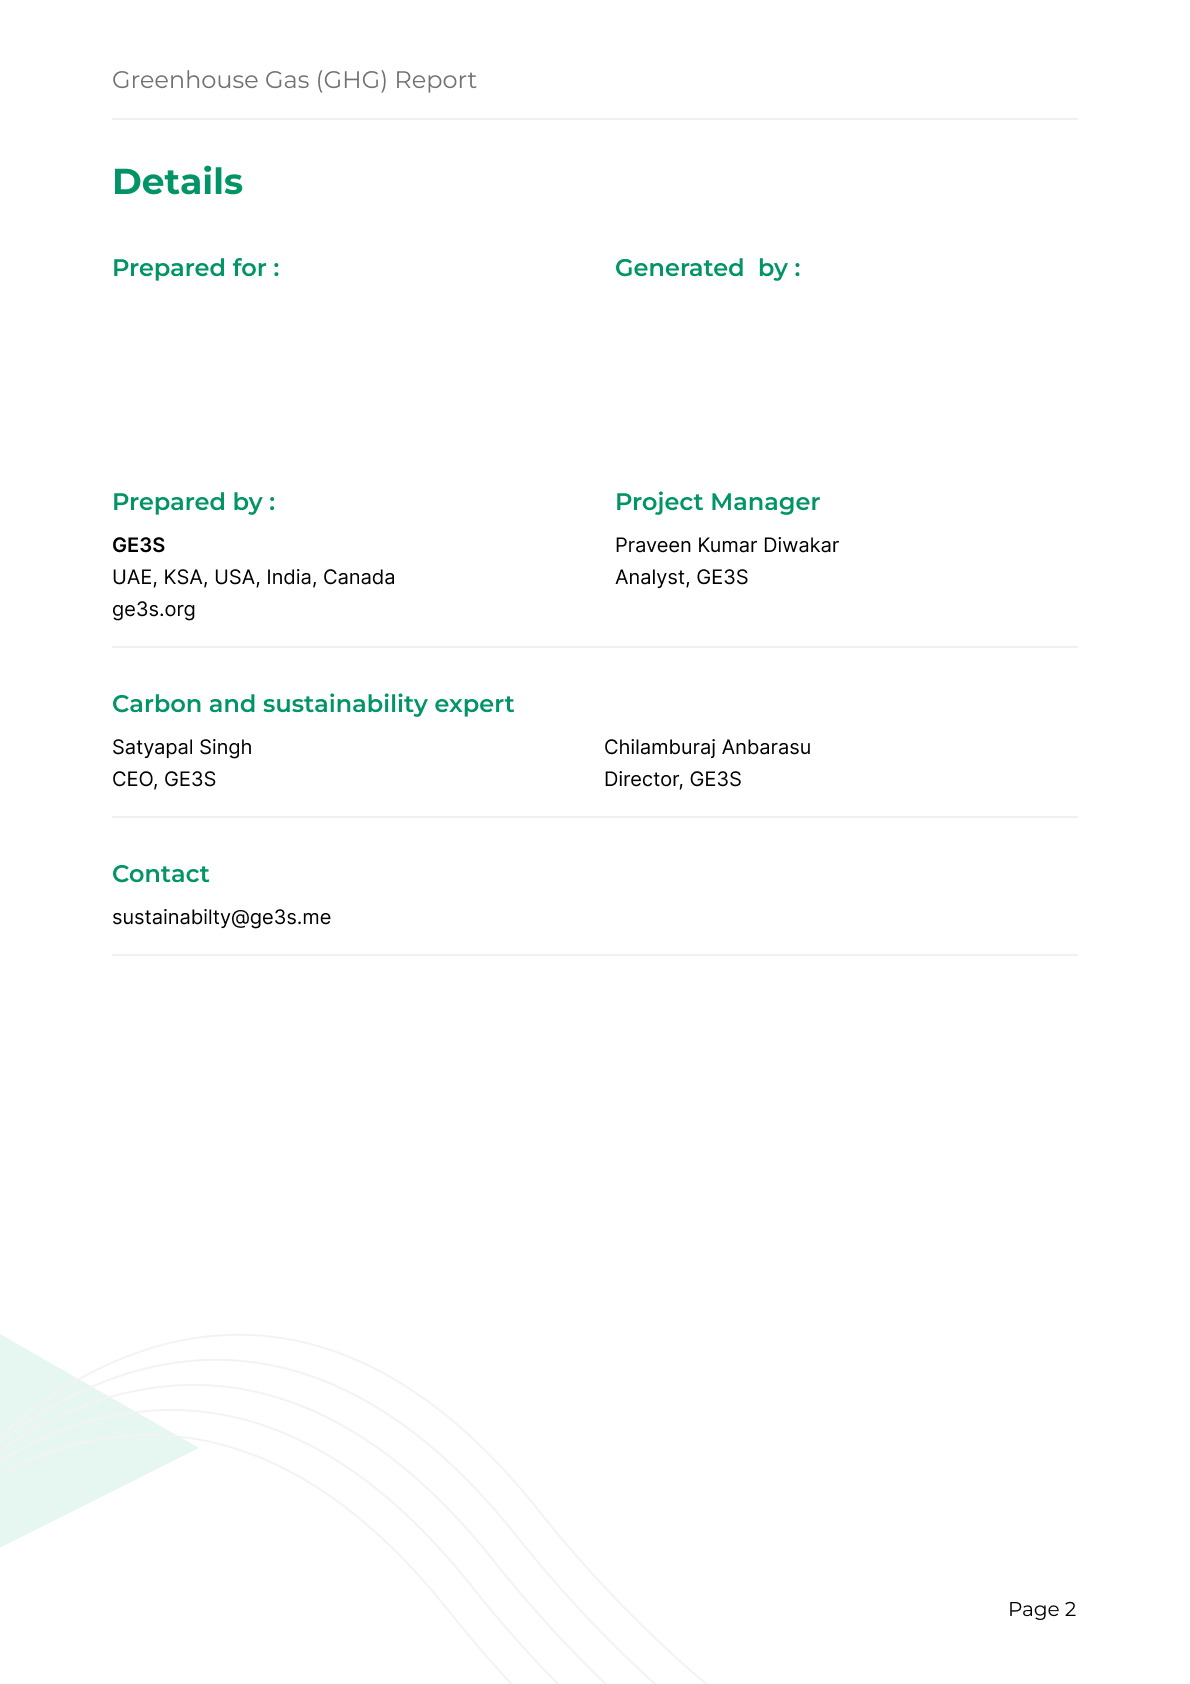 Greenhouse Gas (GHG) Report
Details
Prepared for :
Generated  by :
Prepared by :
GE3S
UAE, KSA, USA, India, Canada
ge3s.org
Project Manager
Praveen Kumar Diwakar
Analyst, GE3S
Carbon and sustainability expert
Satyapal Singh
CEO, GE3S
Chilamburaj Anbarasu
Director, GE3S
Contact
sustainabilty@ge3s.me
Page 2